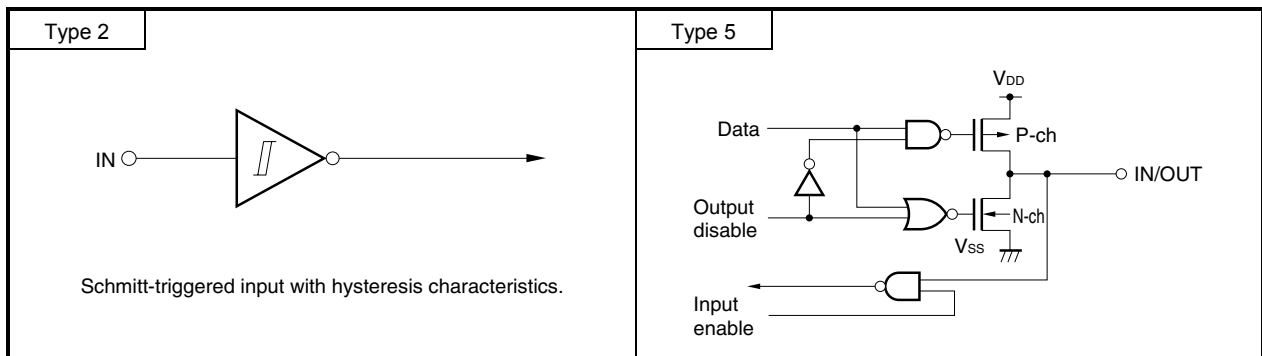 Type 2
IN
Schmitt-triggered input with hysteresis characteristics.
Type 5
VDD
Data
P-ch
IN/OUT
Output
disable
N-ch
VSS
Input
enable